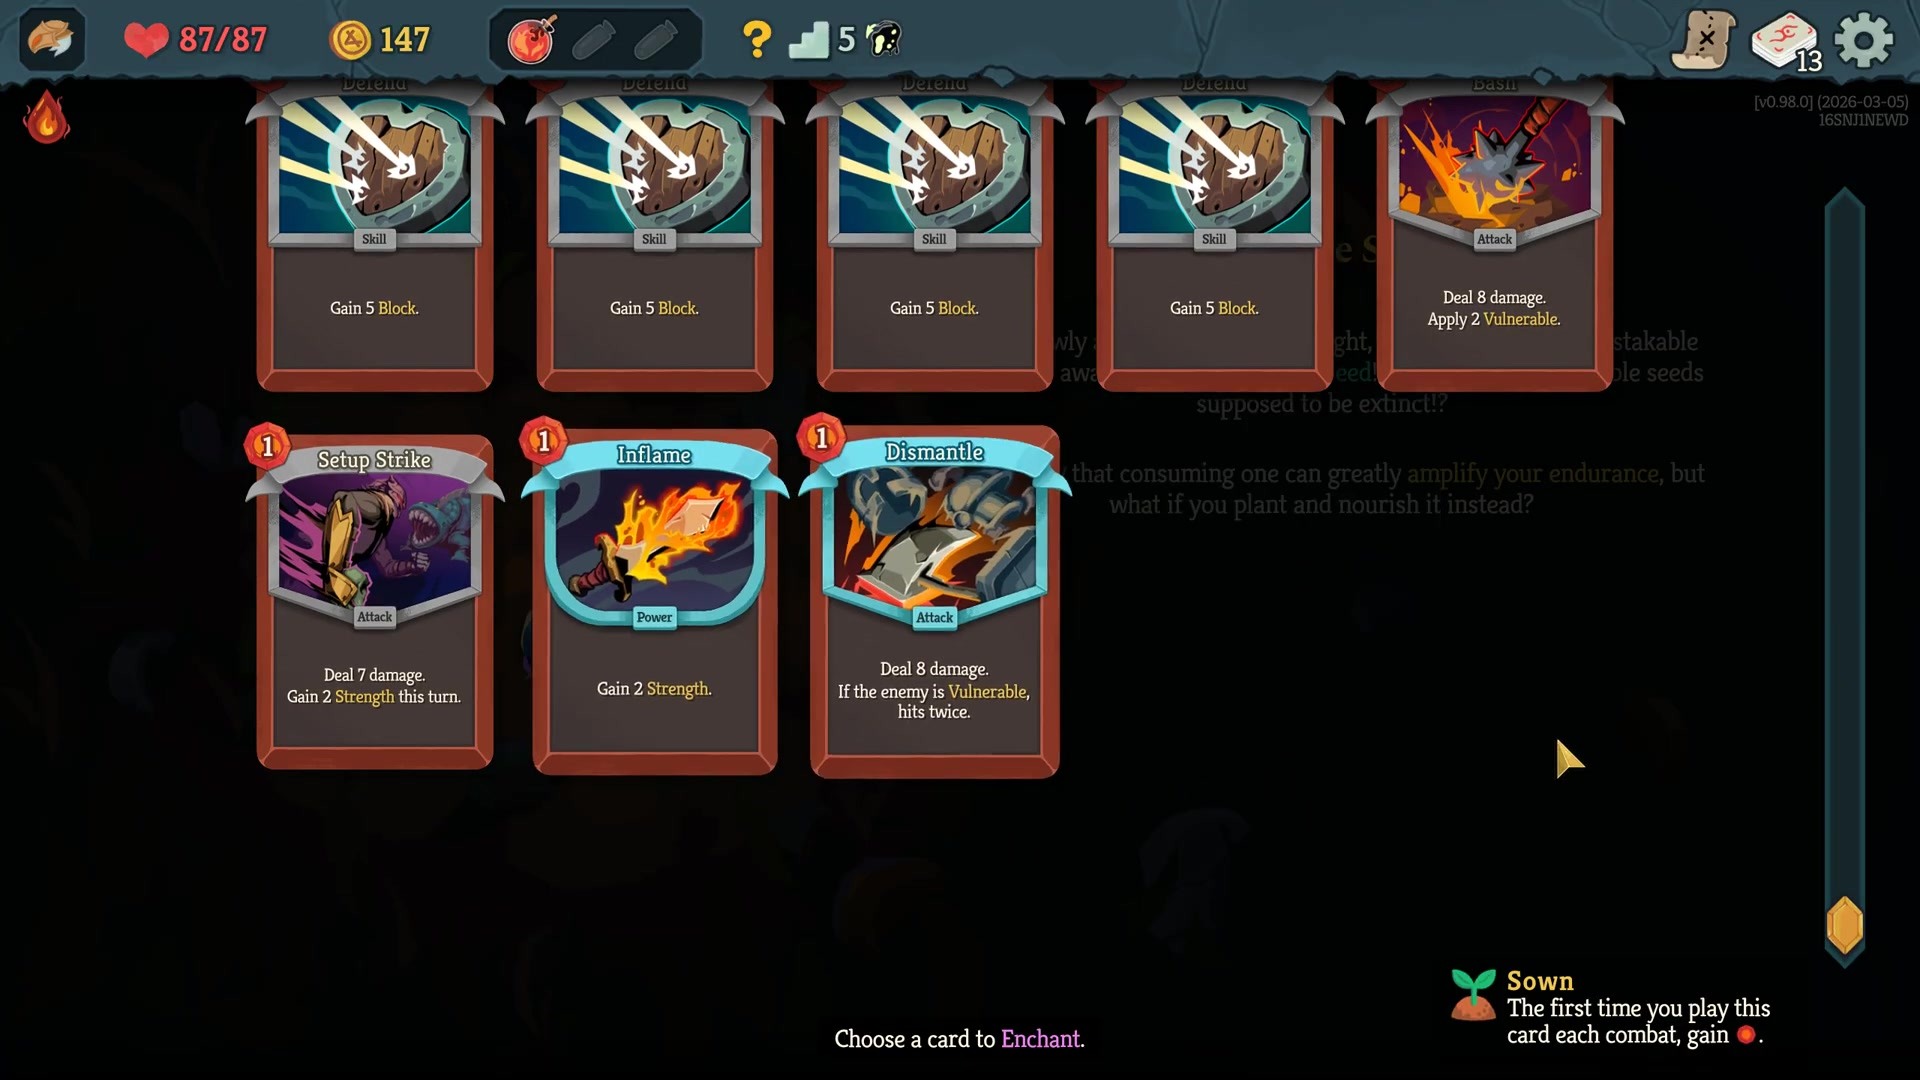 87/87
147
5
13
[v0.98.0] (2026-03-05)
16SNJ1NEWD
Defend
Defend
Defend
Defend
Bash
Skill
Skill
Skill
Skill
Attack
Gain 5 Block.
Gain 5 Block.
Gain 5 Block.
Gain 5 Block.
Deal 8 damage.
Apply 2 Vulnerable.
supposed to be extinct!?
that consuming one can greatly amplify your endurance, but
what if you plant and nourish it instead?
1
Setup Strike
Attack
Deal 7 damage.
Gain 2 Strength this turn.
1
Inflame
Power
Gain 2 Strength.
1
Dismantle
Attack
Deal 8 damage.
If the enemy is Vulnerable,
hits twice.
Sown
The first time you play this
card each combat, gain .
Choose a card to Enchant.